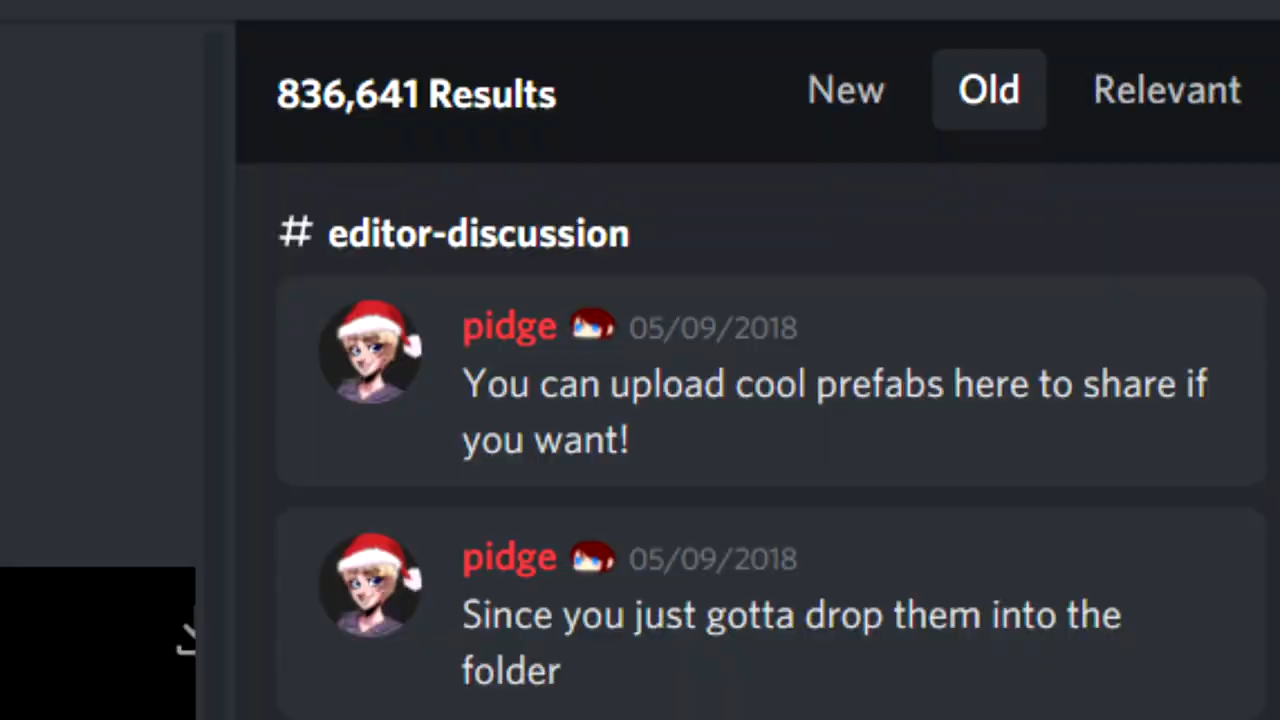 836,641 Results
New Old Relevant
# editor-discussion
pidge 05/09/2018
You can upload cool prefabs here to share if
you want!
pidge 05/09/2018
Since you just gotta drop them into the
folder